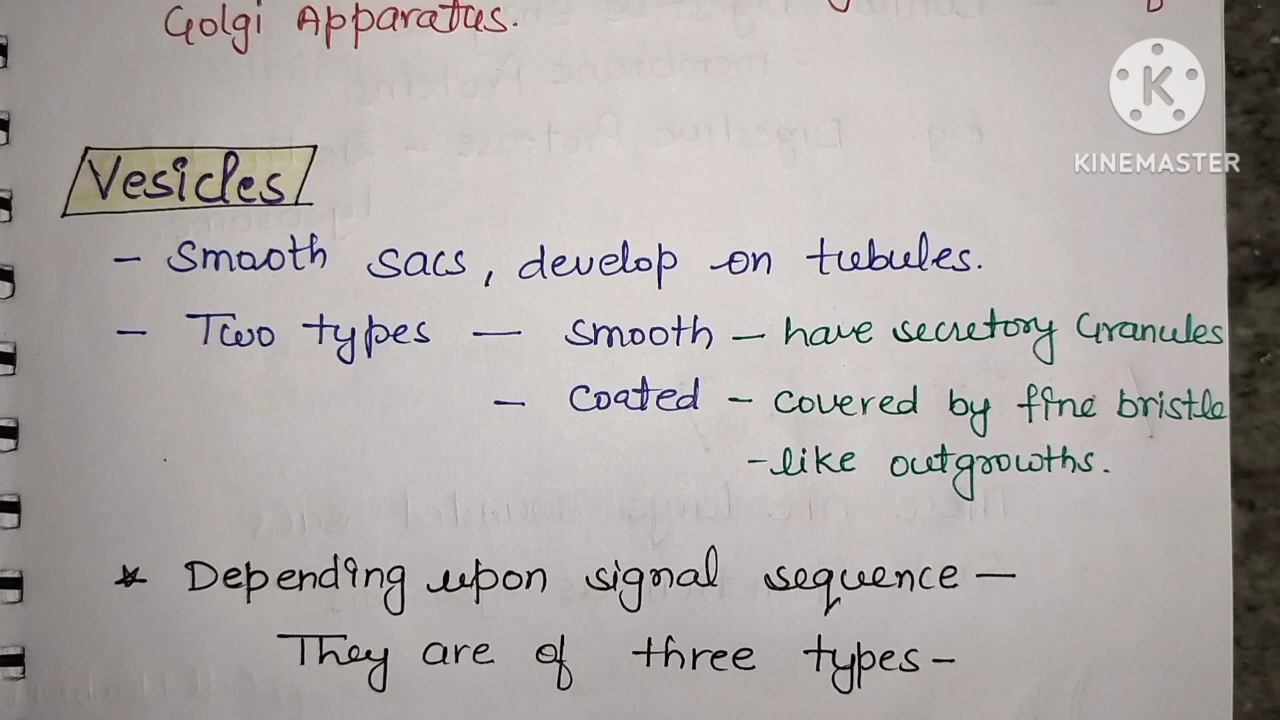 Golgi Apparatus.
KINEMASTER
Vesicles
- Smooth sacs, develop on tubules.
- Two types — smooth - have secretory Granules
- coated - covered by fine bristle
-like outgrowths.
* Depending upon signal sequence —
They are of three types-